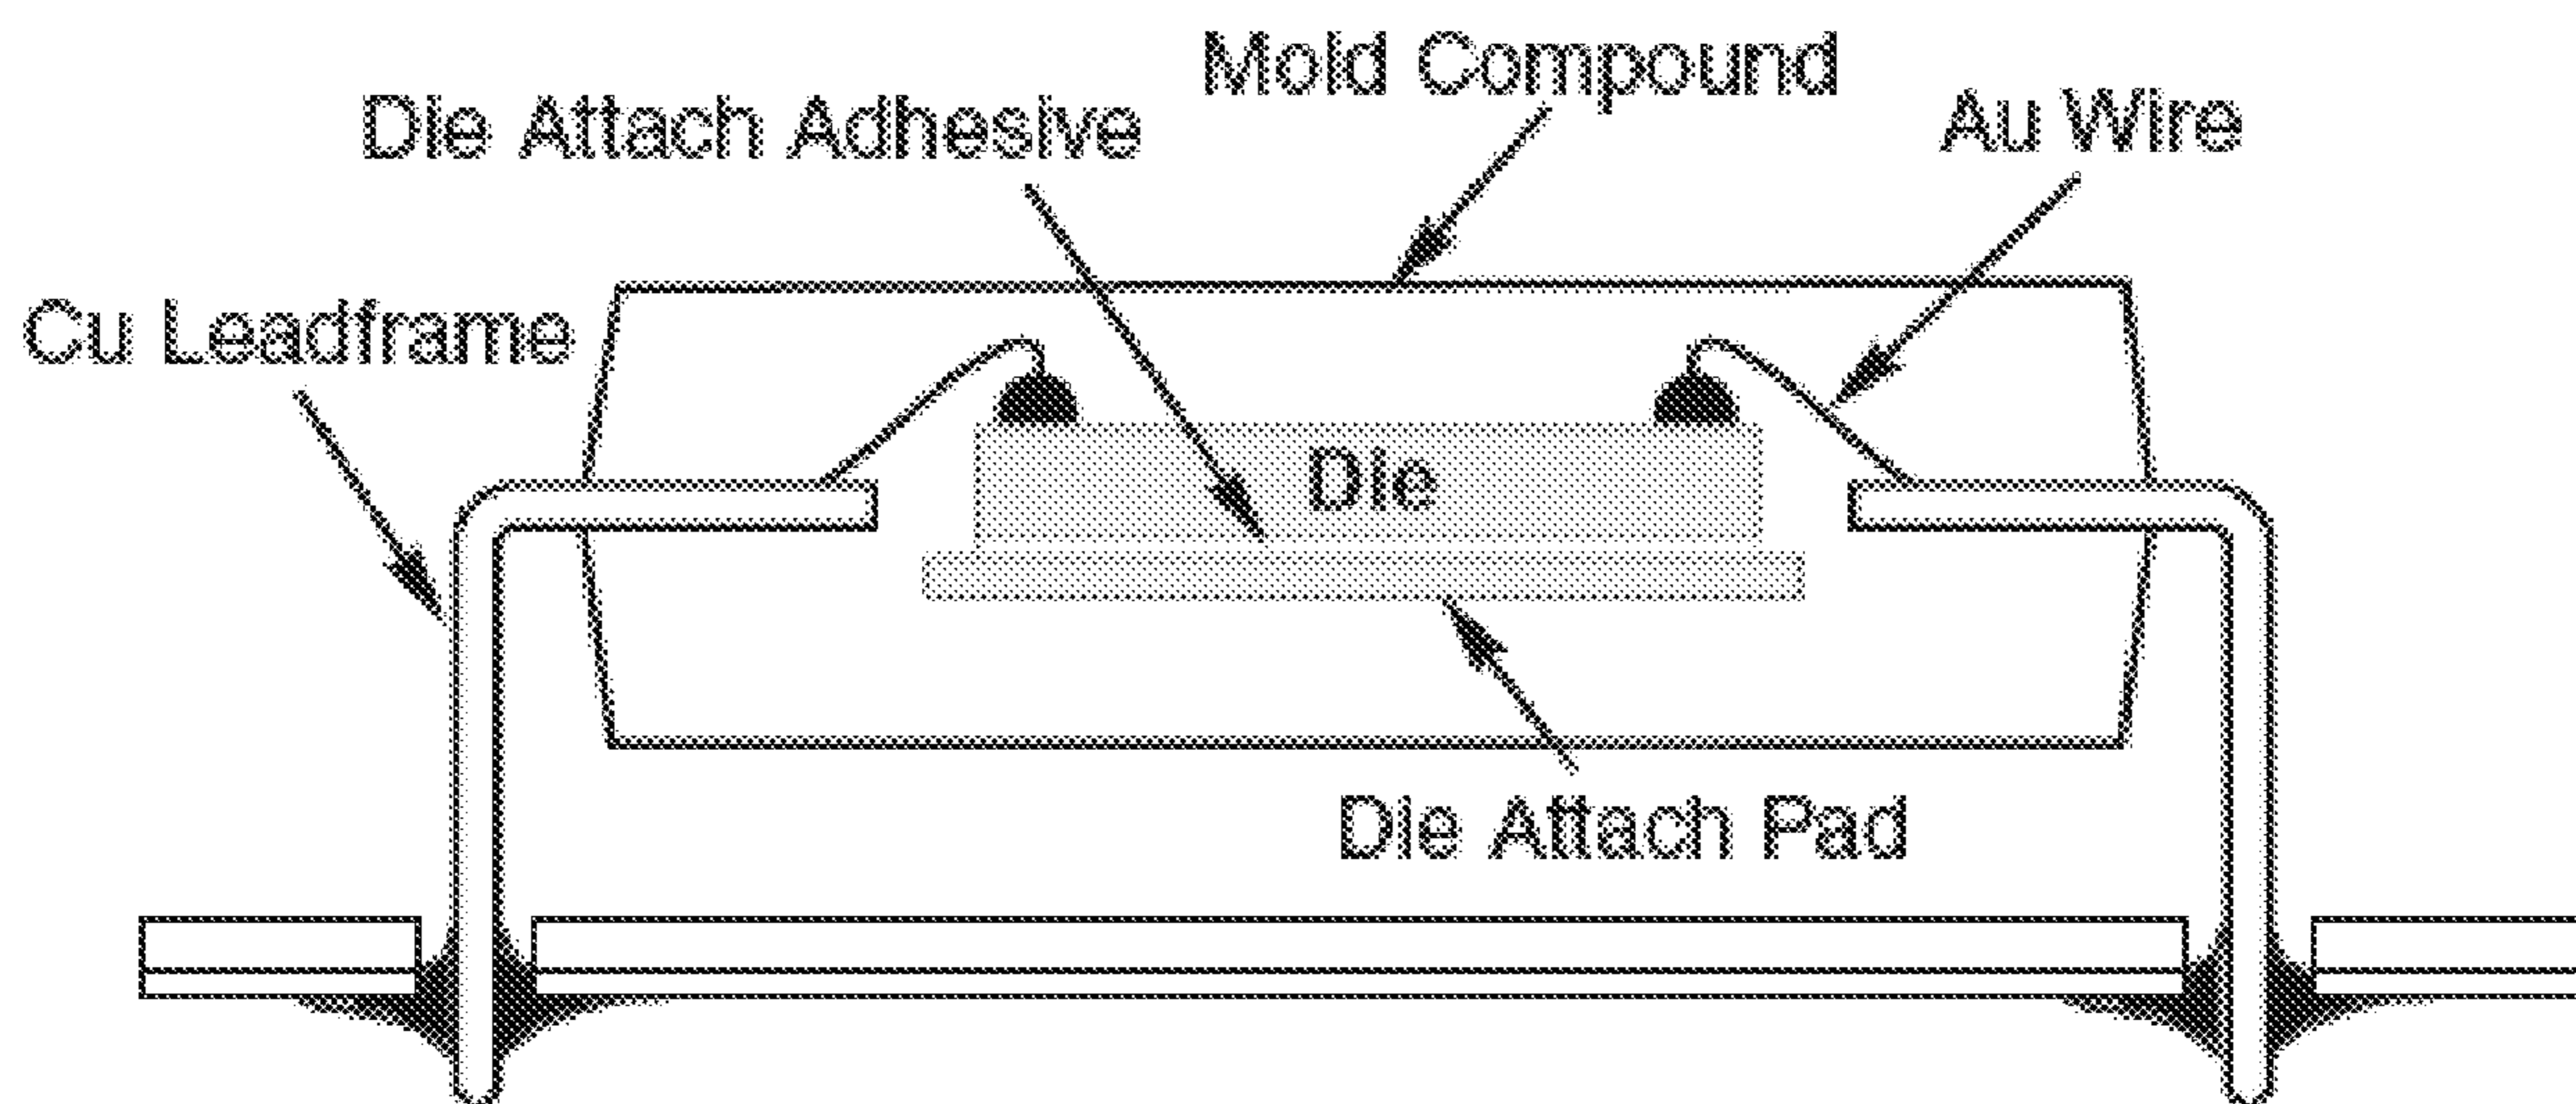 Mold Compound
Die Attach Adhesive
Au Wire
Cu Leadframe
Die
Die Attach Pad